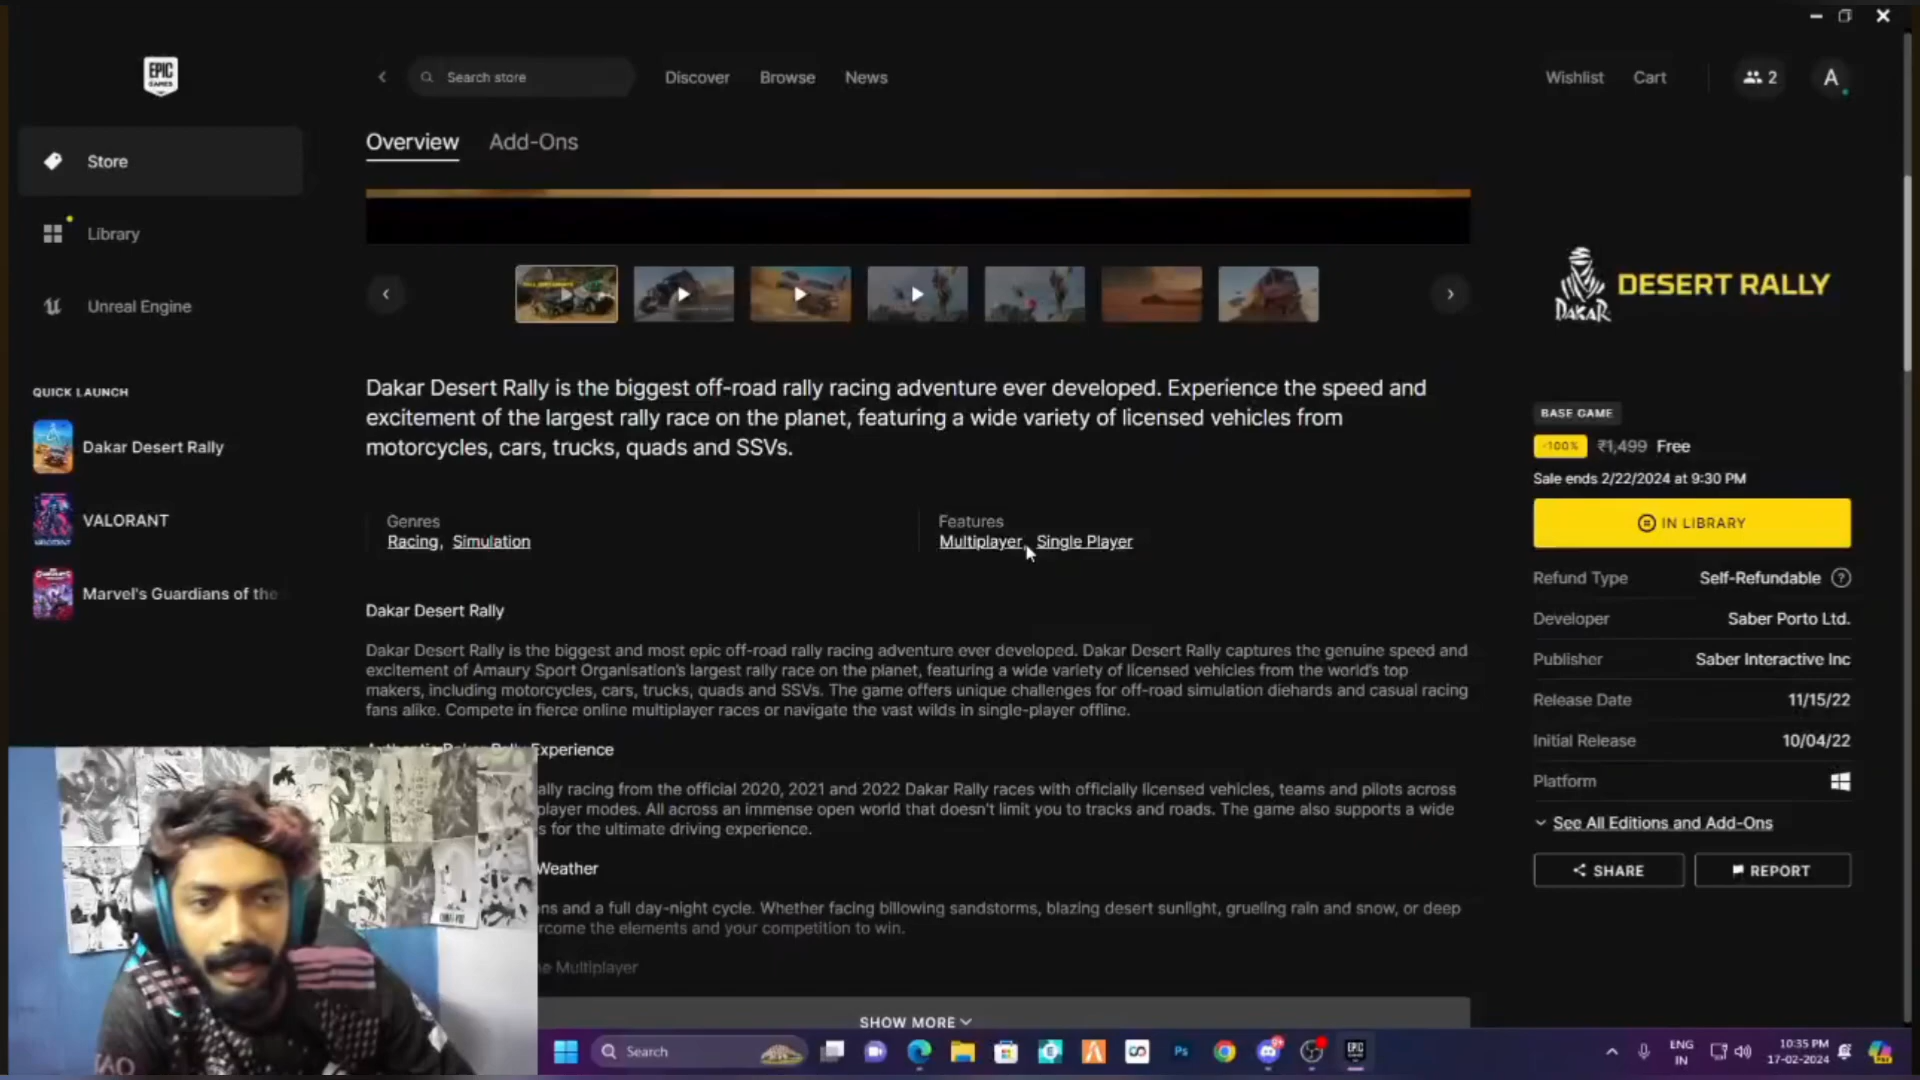 EPIC
GAMES
Search store
Discover
Browse
News
Wishlist
Cart
2
A
Store
Library
Unreal Engine
QUICK LAUNCH
Dakar Desert Rally
VALORANT
Marvel's Guardians of the
Overview
Add-Ons
Dakar Desert Rally is the biggest off-road rally racing adventure ever developed. Experience the speed and
excitement of the largest rally race on the planet, featuring a wide variety of licensed vehicles from
motorcycles, cars, trucks, quads and SSVs.
Genres
Racing, Simulation
Features
Multiplayer, Single Player
Dakar Desert Rally
Dakar Desert Rally is the biggest and most epic off-road rally racing adventure ever developed. Dakar Desert Rally captures the genuine speed and
excitement of Amaury Sport Organisation's largest rally race on the planet, featuring a wide variety of licensed vehicles from the world's top
makers, including motorcycles, cars, trucks, quads and SSVs. The game offers unique challenges for off-road simulation diehards and casual racing
fans alike. Compete in fierce online multiplayer races or navigate the vast wilds in single-player offline.
Authentic Dakar Rally Experience
ally racing from the official 2020, 2021 and 2022 Dakar Rally races with officially licensed vehicles, teams and pilots across
player modes. All across an immense open world that doesn't limit you to tracks and roads. The game also supports a wide
s for the ultimate driving experience.
Weather
ns and a full day-night cycle. Whether facing billowing sandstorms, blazing desert sunlight, grueling rain and snow, or deep
rcome the elements and your competition to win.
e Multiplayer
SHOW MORE
DAKAR
DESERT RALLY
BASE GAME
-100% ₹1,499 Free
Sale ends 2/22/2024 at 9:30 PM
IN LIBRARY
Refund Type Self-Refundable ?
Developer Saber Porto Ltd.
Publisher Saber Interactive Inc
Release Date 11/15/22
Initial Release 10/04/22
Platform
See All Editions and Add-Ons
SHARE
REPORT
Search
Ps
EPIC
ENG
IN
10:35 PM
17-02-2024